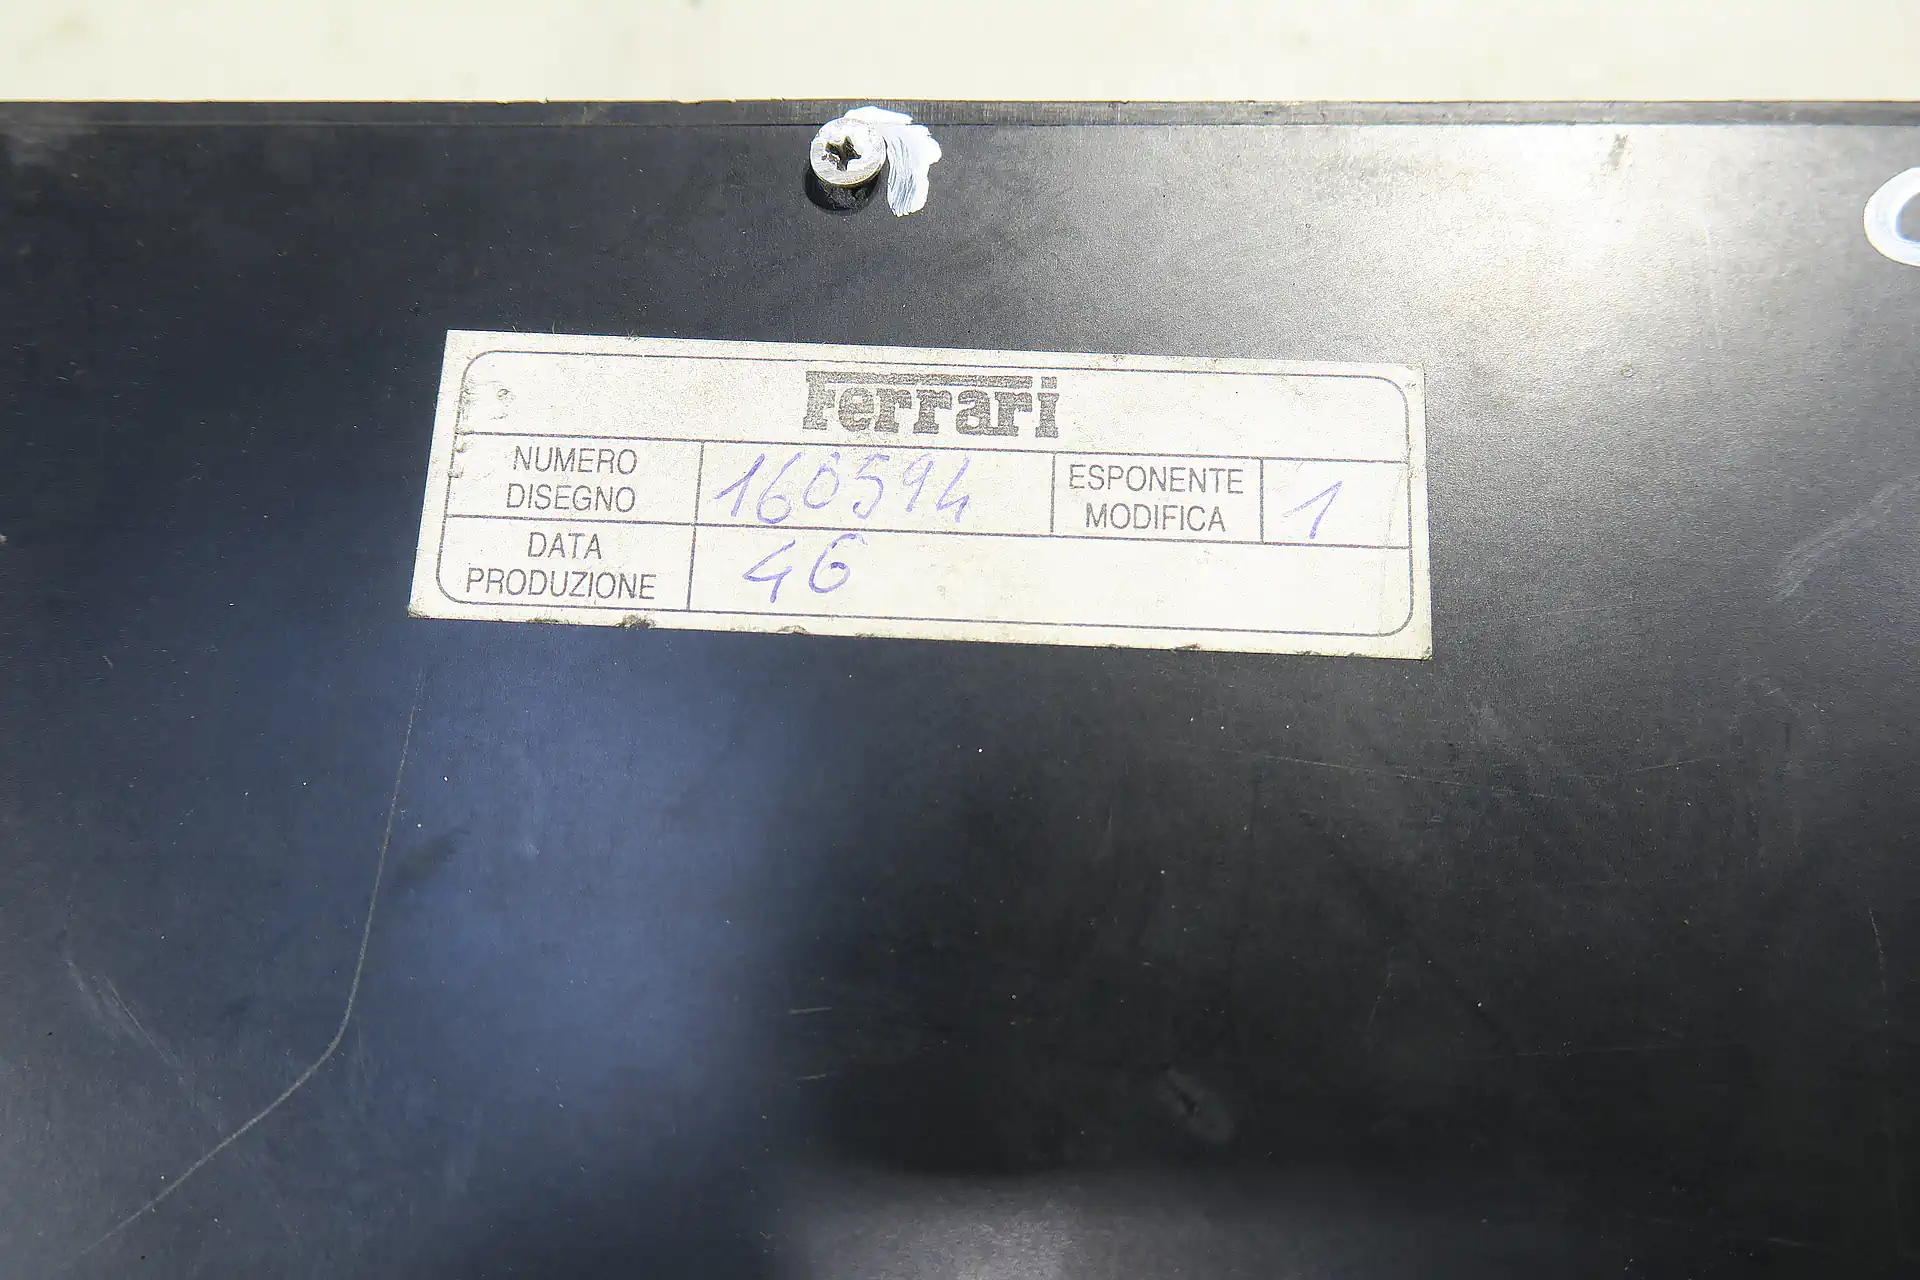 Ferrari
NUMERO DISEGNO 160594 ESPONENTE MODIFICA 1
DATA PRODUZIONE 46